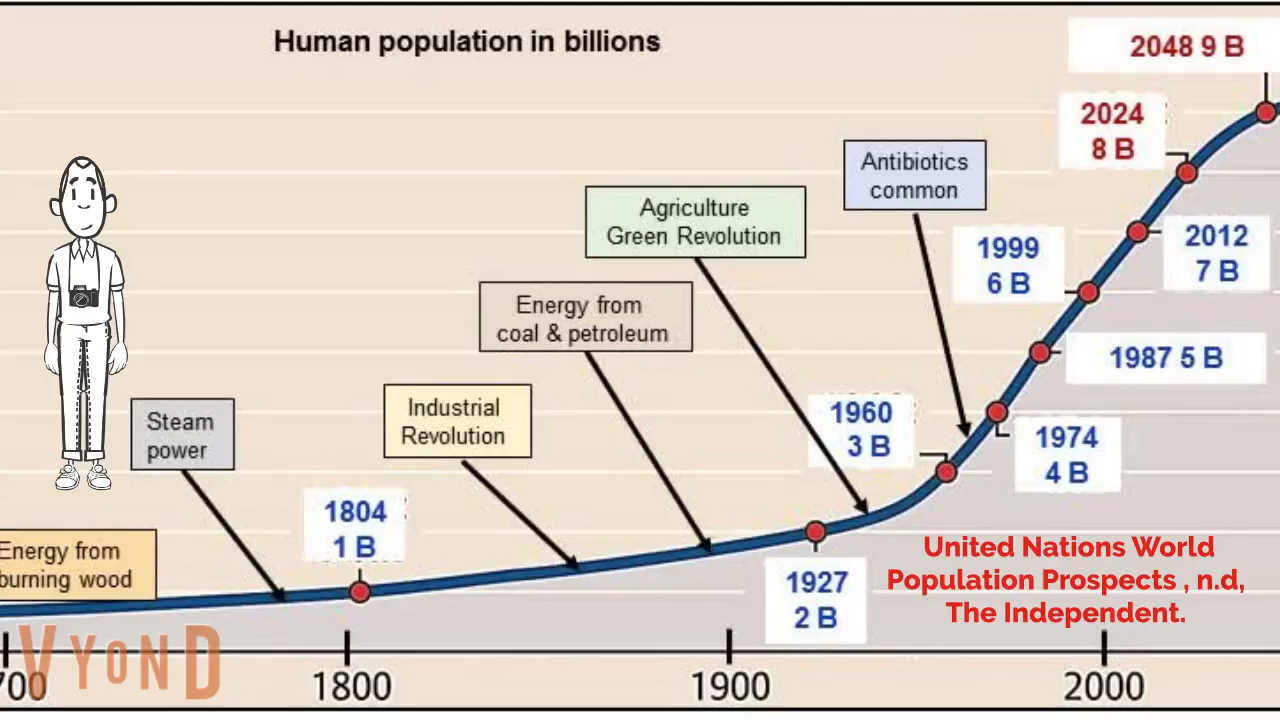 Human population in billions
2048 9 B
2024
8 B
Antibiotics
common
Agriculture
Green Revolution
2012
7 B
1999
6 B
Energy from
coal & petroleum
1987 5 B
Industrial
Revolution
1960
3 B
Steam
power
1974
4 B
1804
1 B
Energy from
burning wood
United Nations World
Population Prospects , n.d,
The Independent.
1927
2 B
VYOND
700
1800
1900
2000